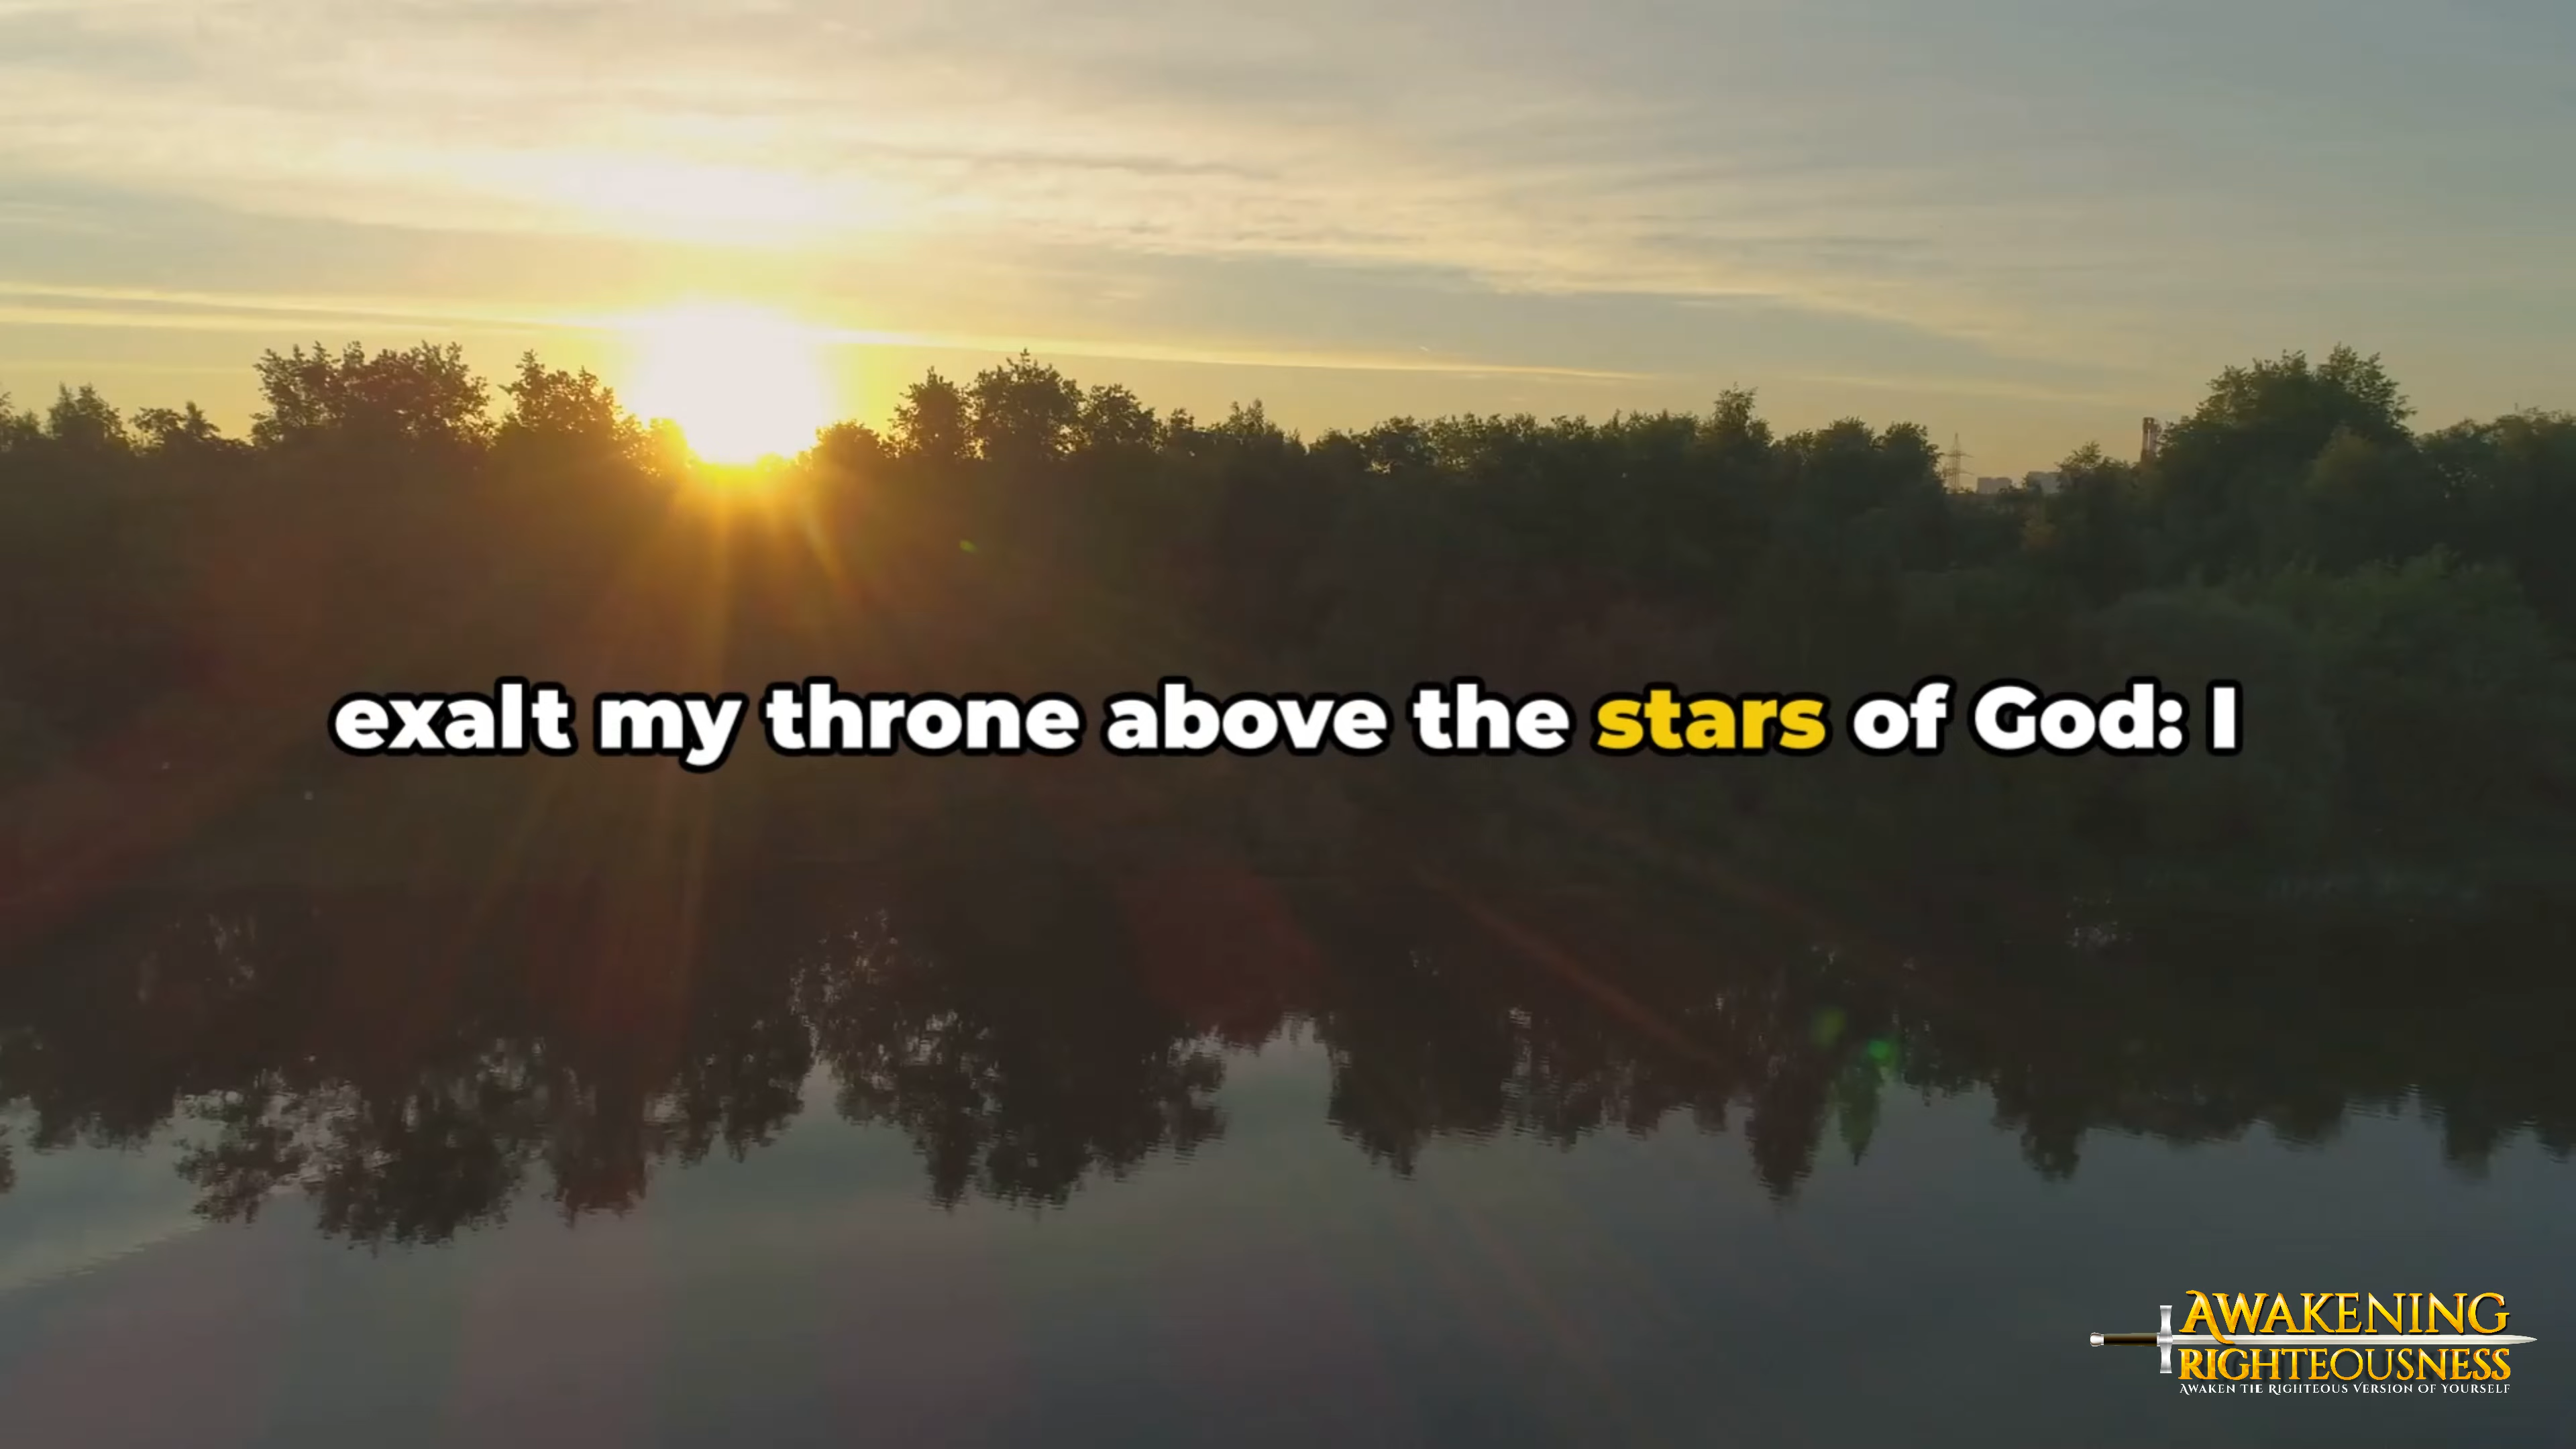 exalt my throne above the stars of God: I
AWAKENING
RIGHTEOUSNESS
AWAKEN THE RIGHTEOUS VERSION OF YOURSELF